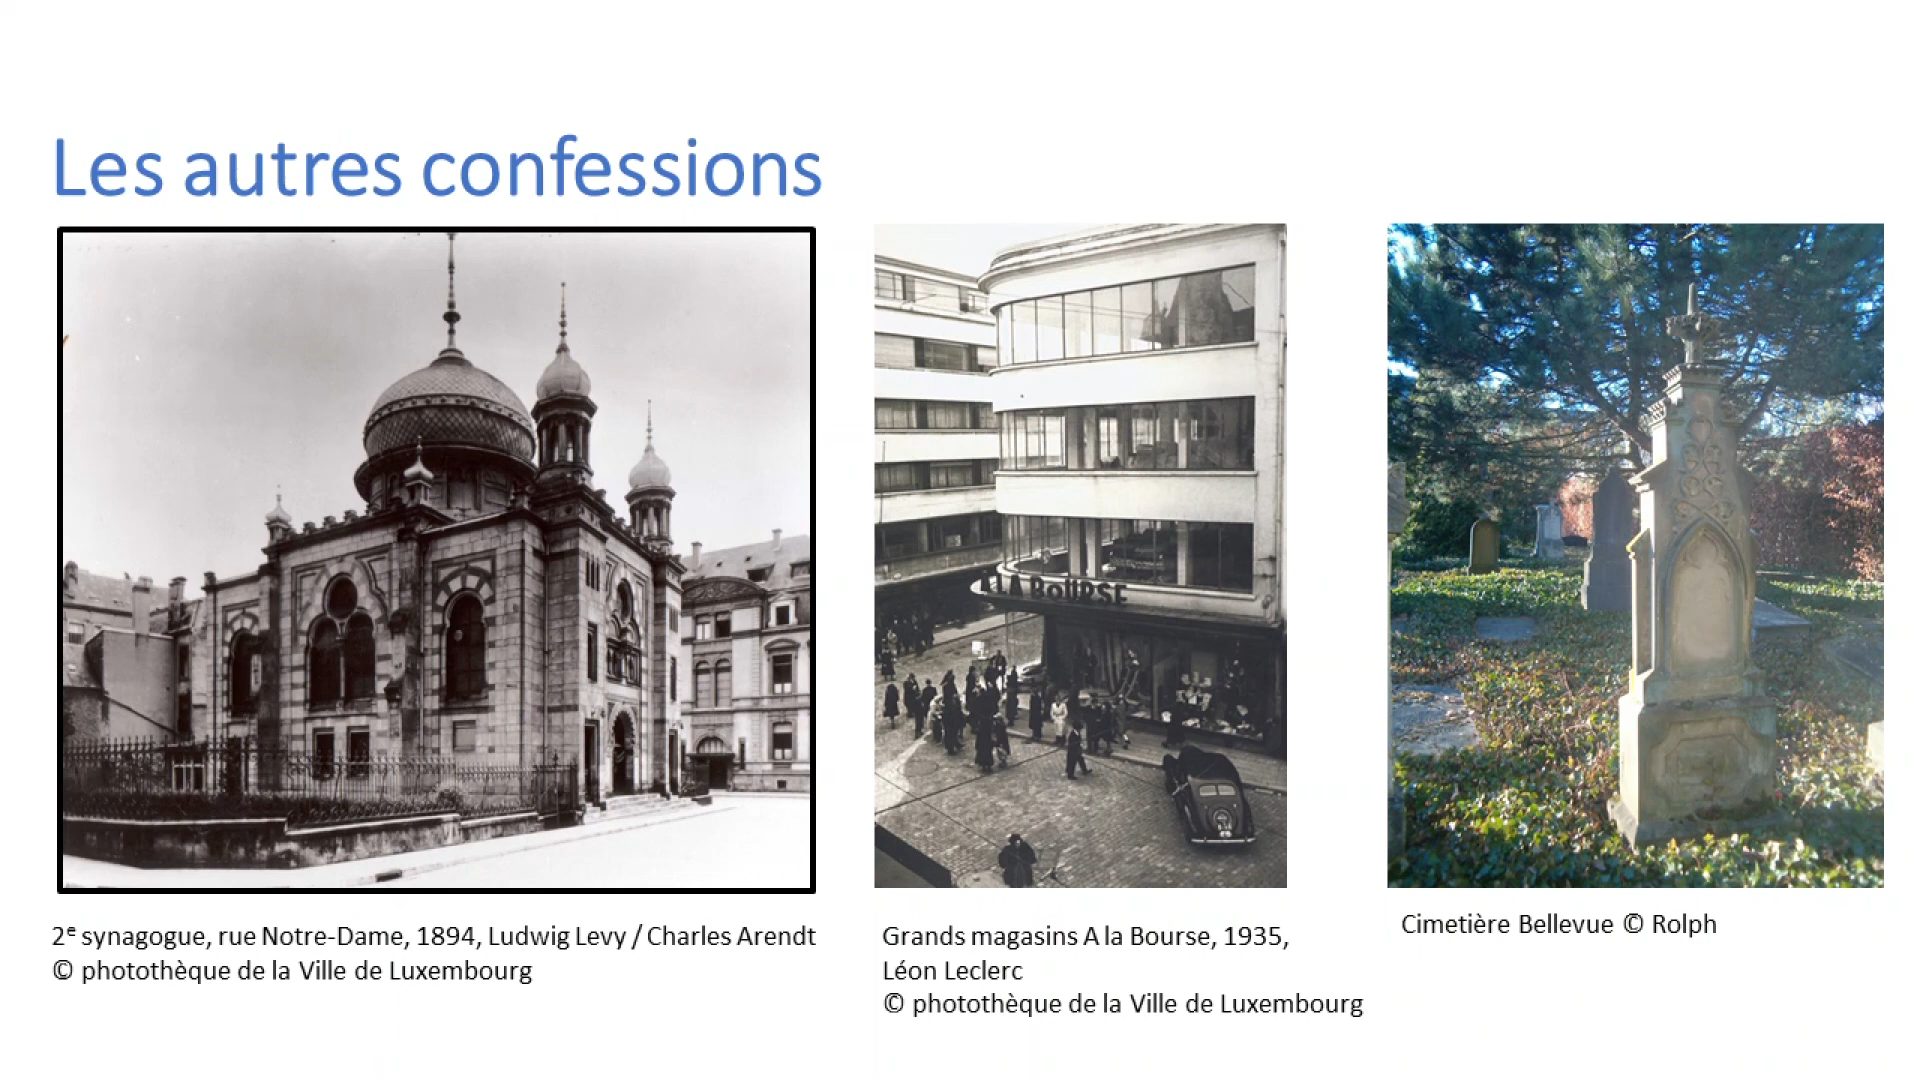 Les autres confessions
A LA BOURSE
2e synagogue, rue Notre-Dame, 1894, Ludwig Levy / Charles Arendt
© photothèque de la Ville de Luxembourg
Grands magasins A la Bourse, 1935,
Léon Leclerc
© photothèque de la Ville de Luxembourg
Cimetière Bellevue © Rolph